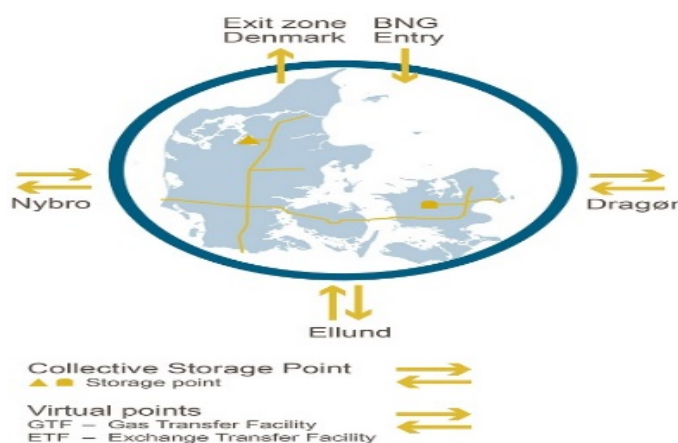 Exit zone
Denmark
BNG
Entry
Nybro
Dragør
Ellund
Collective Storage Point
Storage point
Virtual points
GTF – Gas Transfer Facility
ETF – Exchange Transfer Facility